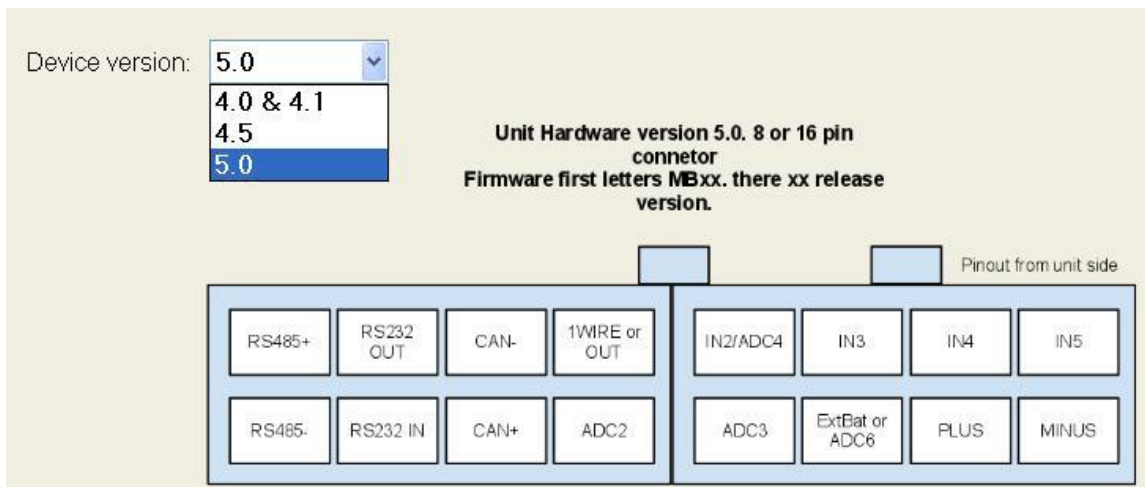 Device version: 5.0
4.0 & 4.1
4.5
5.0
Unit Hardware version 5.0. 8 or 16 pin
connetor
Firmware first letters MBxx. there xx release
version.
Pinout from unit side
RS485+ RS232 OUT CAN- 1WIRE or OUT IN2/ADC4 IN3 IN4 IN5
RS485- RS232 IN CAN+ ADC2 ADC3 ExtBat or ADC6 PLUS MINUS